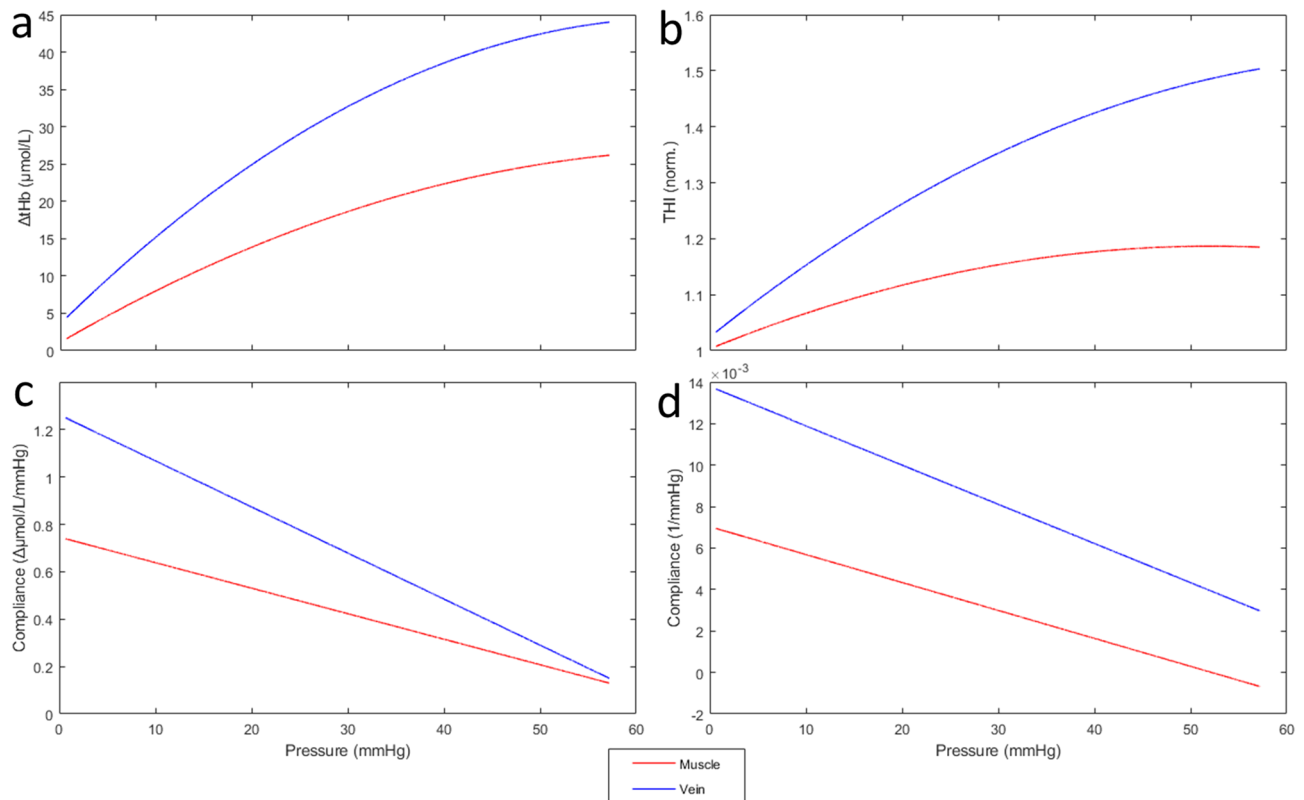 a
45
40
35
30
25
20
15
10
5
0
ΔtHb (μmol/L)
b
1.6
1.5
1.4
1.3
1.2
1.1
1
THI (norm.)
c
1.2
1
0.8
0.6
0.4
0.2
0
Compliance (Δμmol/L/mmHg)
0 10 20 30 40 50 60
Pressure (mmHg)
d
×10-3
14
12
10
8
6
4
2
0
-2
Compliance (1/mmHg)
0 10 20 30 40 50 60
Pressure (mmHg)
Muscle
Vein